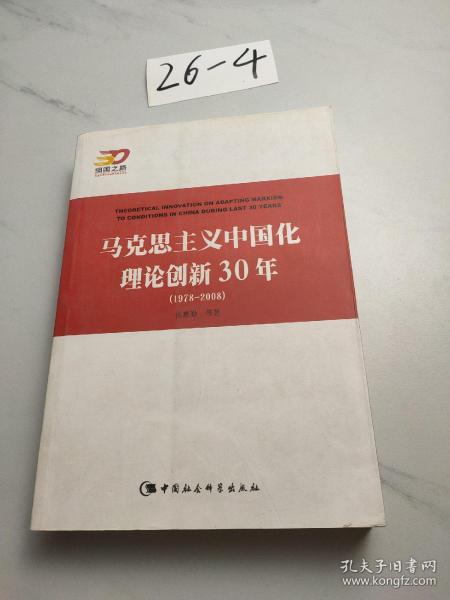 26-4
30
强国之路
THEORETICAL INNOVATION ON ADAPTING MARXISM
TO CONDITIONS IN CHINA DURING LAST 30 YEARS
马克思主义中国化
理论创新30年
(1978-2008)
等著
中国社会科学出版社
孔夫子旧书网
www.kongfz.com